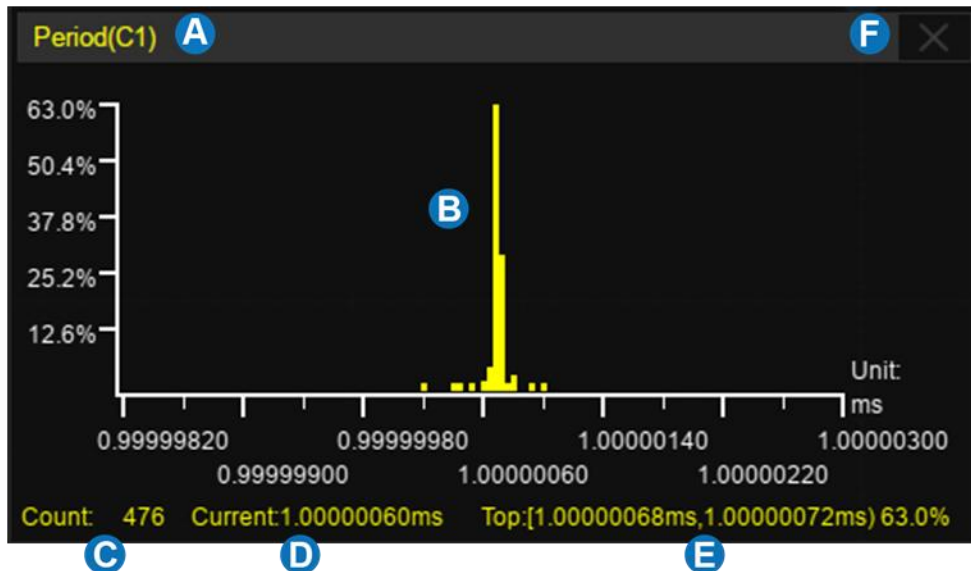 Period(C1) A F
63.0%
50.4%
B
37.8%
25.2%
12.6%
Unit:
ms
0.99999820 0.99999980 1.00000140 1.00000300
0.99999900 1.00000060 1.00000220
Count: 476 Current:1.00000060ms Top:[1.00000068ms,1.00000072ms) 63.0%
C D E